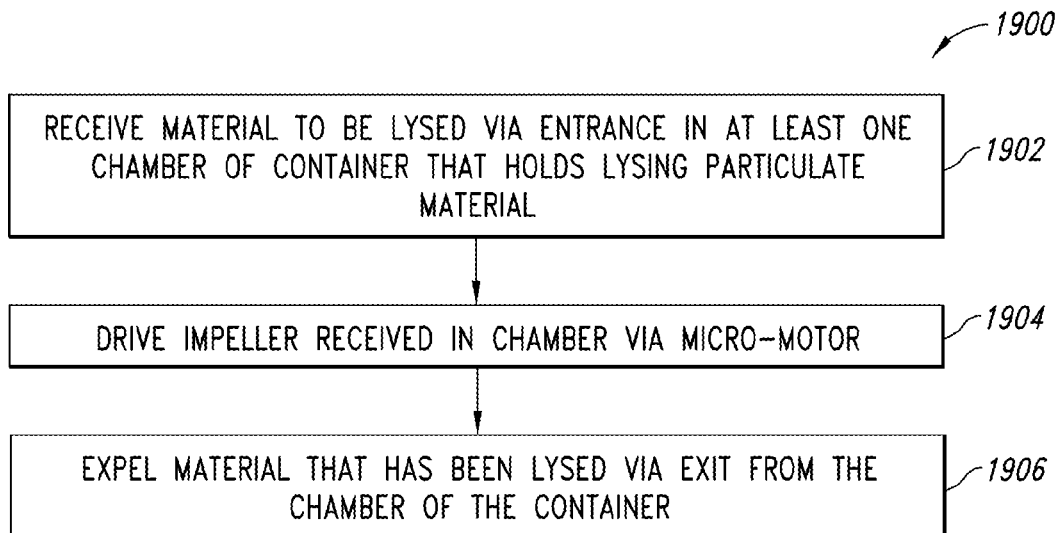 1900
RECEIVE MATERIAL TO BE LYSED VIA ENTRANCE IN AT LEAST ONE
CHAMBER OF CONTAINER THAT HOLDS LYSING PARTICULATE
MATERIAL
1902
DRIVE IMPELLER RECEIVED IN CHAMBER VIA MICRO-MOTOR
1904
EXPEL MATERIAL THAT HAS BEEN LYSED VIA EXIT FROM THE
CHAMBER OF THE CONTAINER
1906